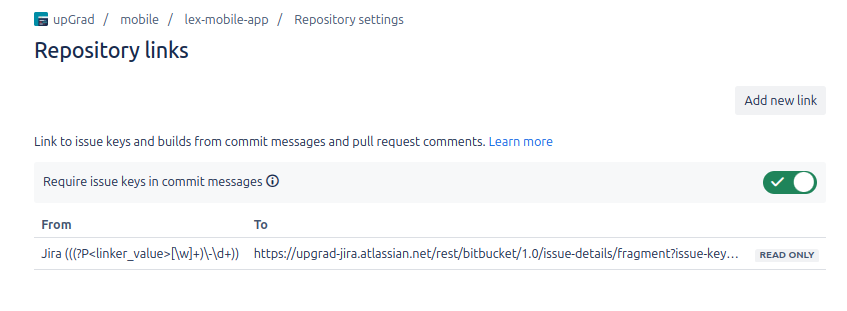 upGrad / mobile / lex-mobile-app / Repository settings
Repository links
Add new link
Link to issue keys and builds from commit messages and pull request comments. Learn more
Require issue keys in commit messages
From To
Jira (((?P<linker_value>[\w]+)\-\d+)) https://upgrad-jira.atlassian.net/rest/bitbucket/1.0/issue-details/fragment?issue-key… READ ONLY